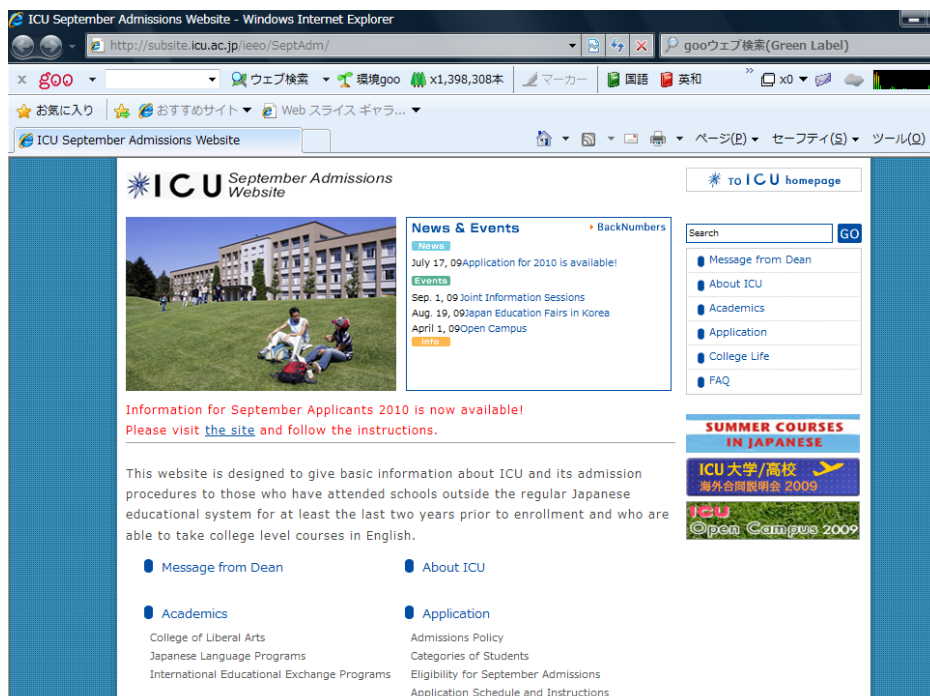 ICU September Admissions Website - Windows Internet Explorer
http://subsite.icu.ac.jp/ieeo/SeptAdm/
gooウェブ検索(Green Label)
x goo ウェブ検索 環境goo x1,398,308本 マーカー 国語 英和 » x0
お気に入り おすすめサイト Web スライス ギャラ...
ICU September Admissions Website
ページ(P) セーフティ(S) ツール(O)
ICU September Admissions
Website
TO ICU homepage
News & Events BackNumbers
News
July 17, 09Application for 2010 is available!
Events
Sep. 1, 09 Joint Information Sessions
Aug. 19, 09Japan Education Fairs in Korea
April 1, 09Open Campus
Info
Search GO
Message from Dean
About ICU
Academics
Application
College Life
FAQ
SUMMER COURSES
IN JAPANESE
ICU大学/高校
海外合同説明会 2009
ICU
Open Campus 2009
Information for September Applicants 2010 is now available!
Please visit the site and follow the instructions.
This website is designed to give basic information about ICU and its admission
procedures to those who have attended schools outside the regular Japanese
educational system for at least the last two years prior to enrollment and who are
able to take college level courses in English.
Message from Dean
About ICU
Academics
College of Liberal Arts
Japanese Language Programs
International Educational Exchange Programs
Application
Admissions Policy
Categories of Students
Eligibility for September Admissions
Application Schedule and Instructions